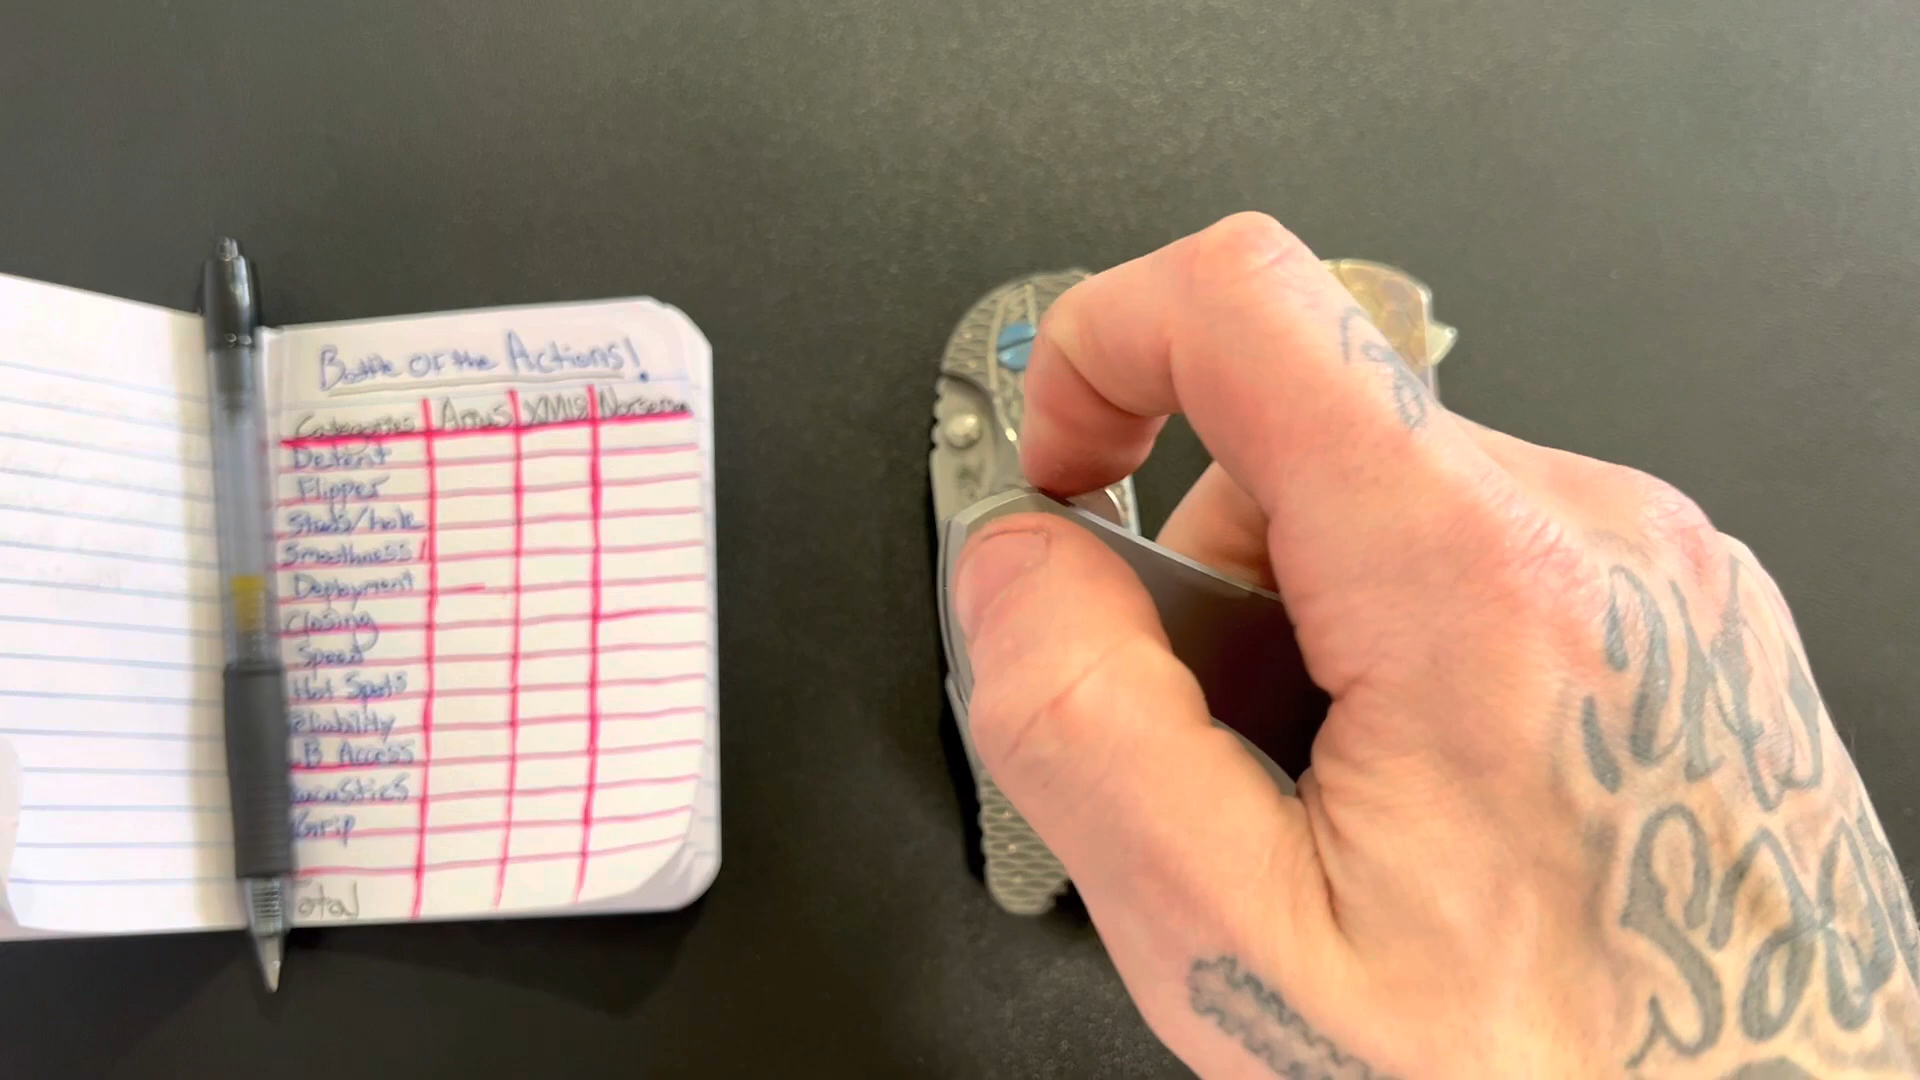 Battle of the Actions!
Categories Arius XM18 Norseman
Detent
Flipper
Studs/hole
Smoothness
Deployment
Closing
Speed
Hot Spots
eliability
LB Access
Grip
Total